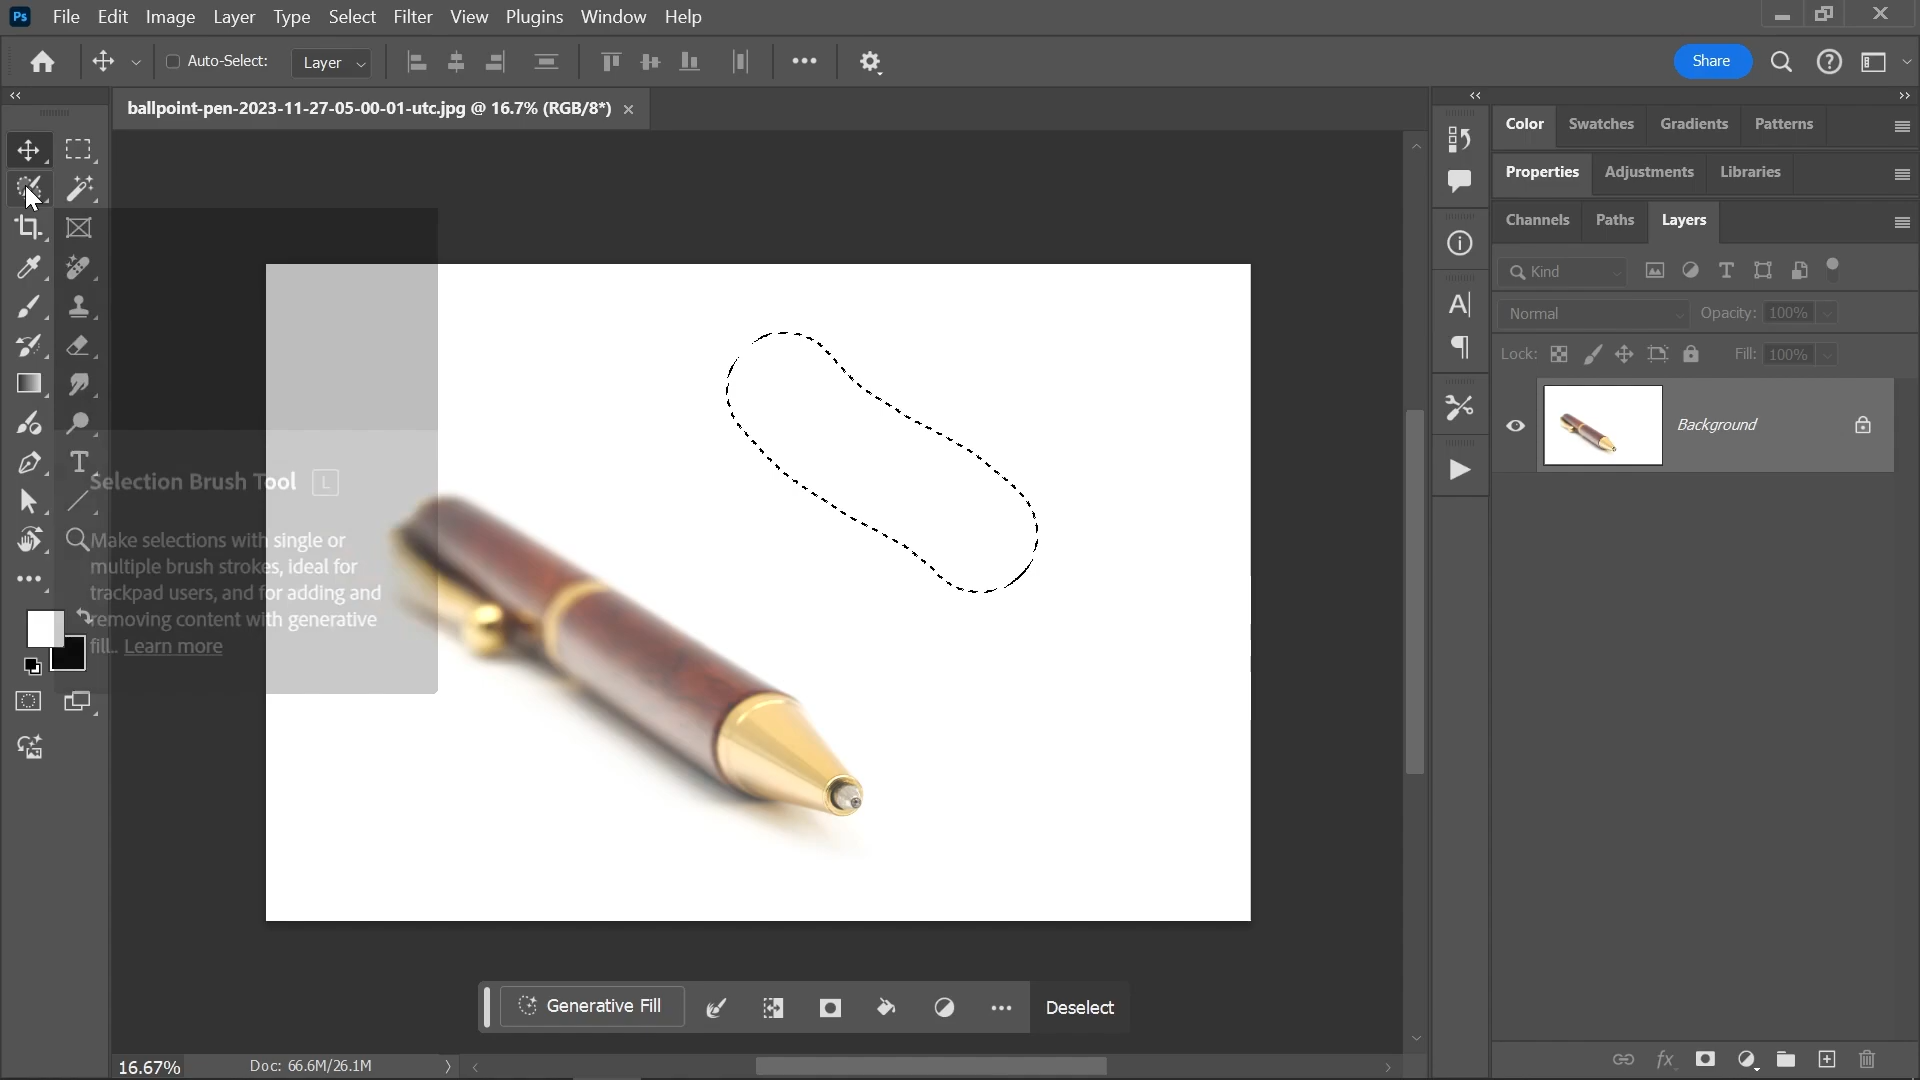 Ps File Edit Image Layer Type Select Filter View Plugins Window Help
Auto-Select: Layer Share
ballpoint-pen-2023-11-27-05-00-01-utc.jpg @ 16.7% (RGB/8*)
Color Swatches Gradients Patterns
Properties Adjustments Libraries
Channels Paths Layers
Kind
Normal Opacity: 100%
Lock: Fill: 100%
Background
Selection Brush Tool L
Make selections with single or
multiple brush strokes, ideal for
trackpad users, and for adding and
removing content with generative
fill.. Learn more
Generative Fill Deselect
16.67% Doc: 66.6M/26.1M